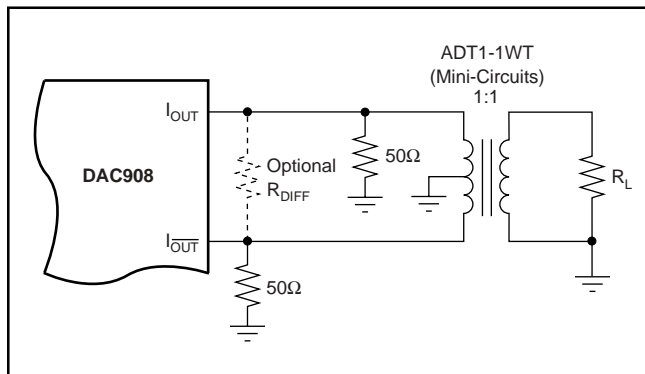 ADT1-1WT
(Mini-Circuits)
1:1
IOUT
50Ω
Optional
RDIFF
DAC908
RL
IOUT
50Ω